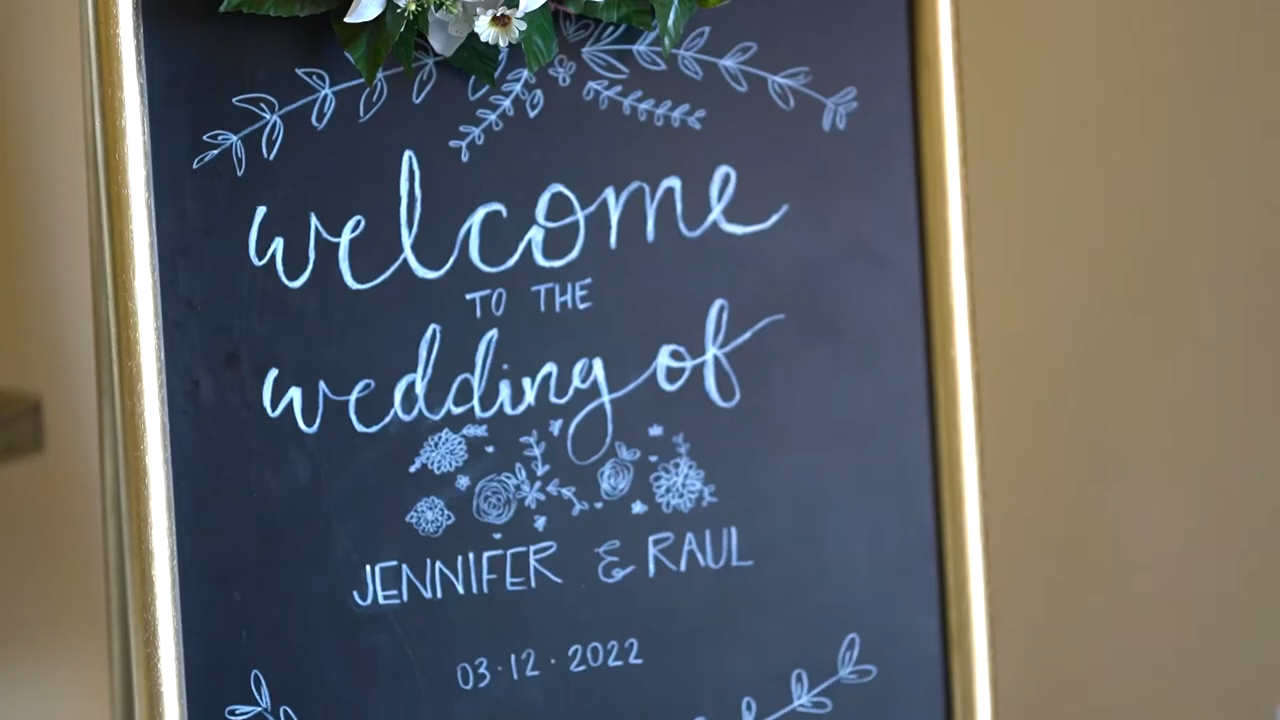 welcome
TO THE
wedding of
JENNIFER & RAUL
03·12·2022